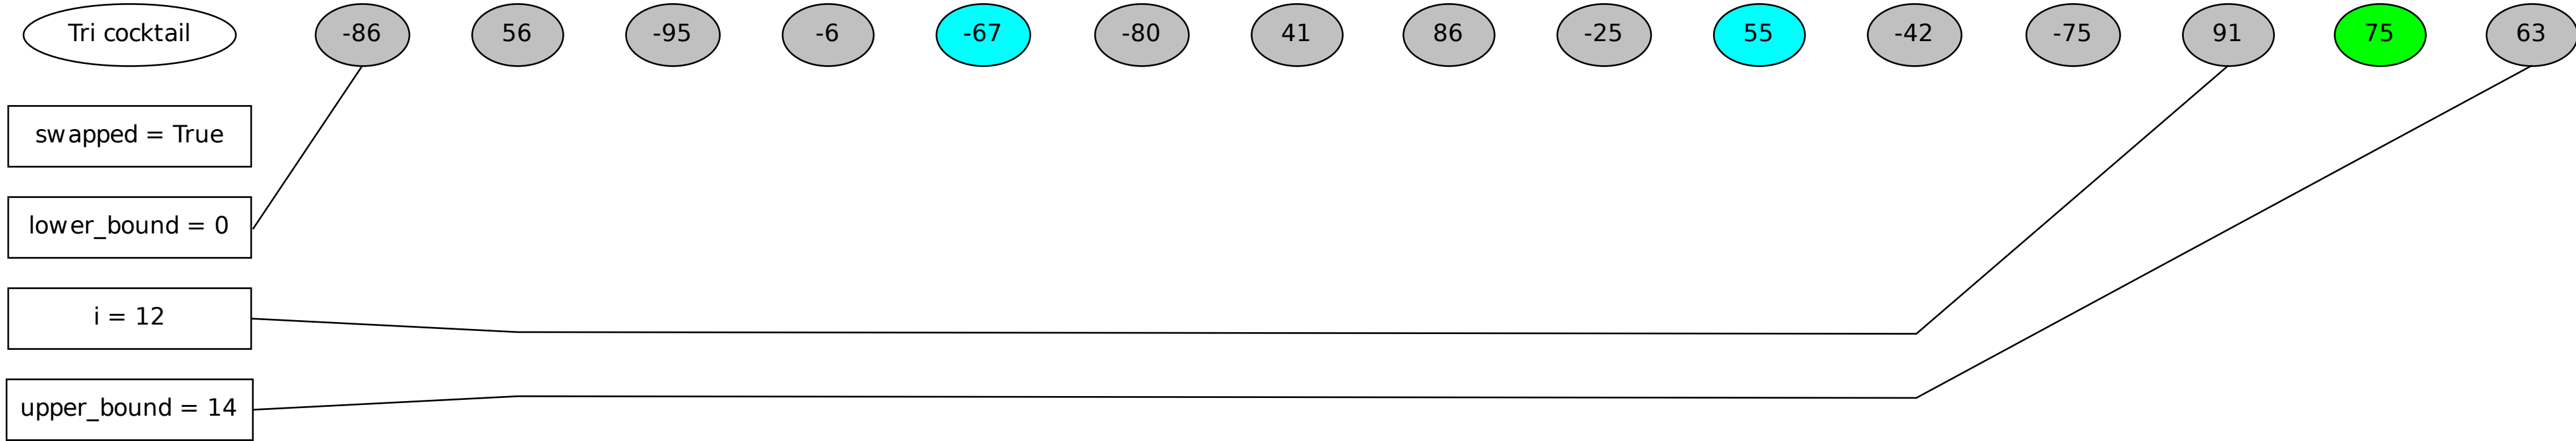 Tri cocktail -86 56 -95 -6 -67 -80 41 86 -25 55 -42 -75 91 75 63
swapped = True
lower_bound = 0
i = 12
upper_bound = 14